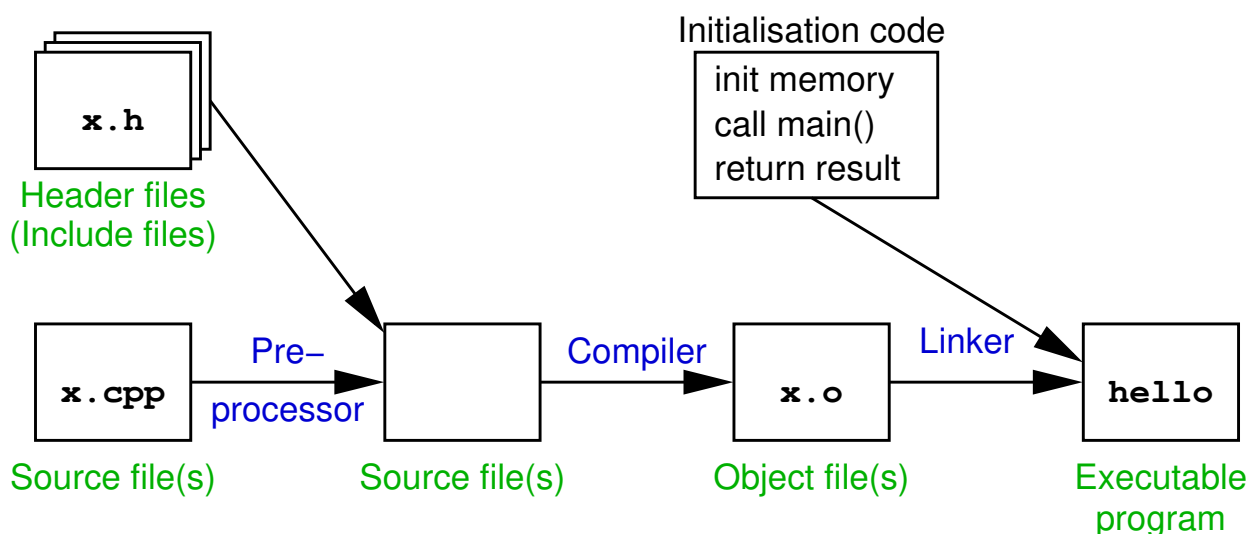 Initialisation code
init memory
call main()
return result
x.h
Header files
(Include files)
x.cpp
Pre–
processor
Compiler
x.o
Linker
hello
Source file(s)
Source file(s)
Object file(s)
Executable
program